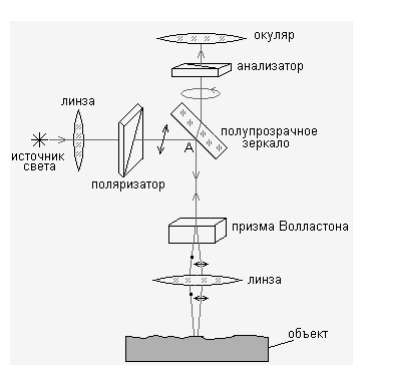 окуляр
анализатор
линза
полупрозрачное
зеркало
источник
света
A
поляризатор
призма Волластона
линза
объект